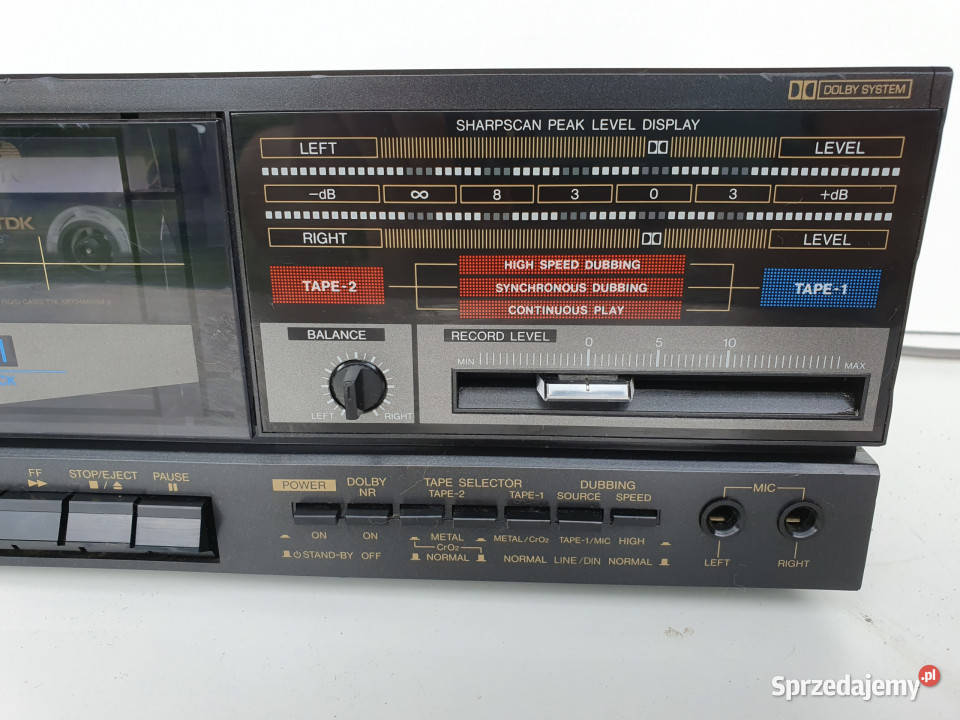 DOLBY SYSTEM
SHARPSCAN PEAK LEVEL DISPLAY
LEFT LEVEL
−dB ∞ 8 3 0 3 +dB
RIGHT LEVEL
TDK
TAPE-2
HIGH SPEED DUBBING
SYNCHRONOUS DUBBING
CONTINUOUS PLAY
TAPE-1
BALANCE
LEFT RIGHT
RECORD LEVEL
0 5 10
MIN MAX
FF STOP/EJECT PAUSE
POWER
DOLBY NR
TAPE SELECTOR
TAPE-2 TAPE-1
DUBBING
SOURCE SPEED
MIC
ON ON METAL METAL/CrO2 TAPE-1/MIC HIGH
CrO2
STAND-BY OFF NORMAL NORMAL LINE/DIN NORMAL
LEFT RIGHT
Sprzedajemy.pl